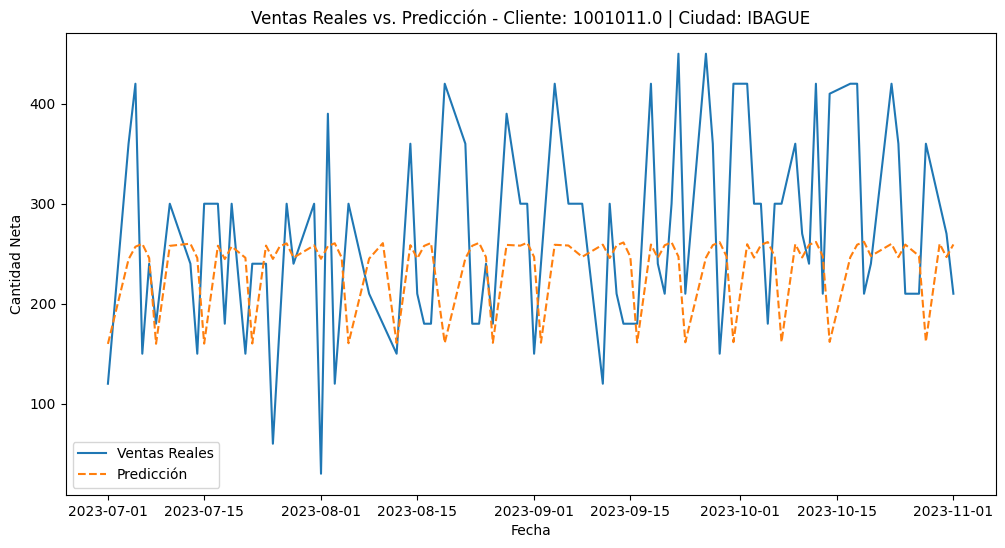 Ventas Reales vs. Predicción - Cliente: 1001011.0 | Ciudad: IBAGUE
Cantidad Neta
400
300
200
100
Ventas Reales
Predicción
2023-07-01 2023-07-15 2023-08-01 2023-08-15 2023-09-01 2023-09-15 2023-10-01 2023-10-15 2023-11-01
Fecha